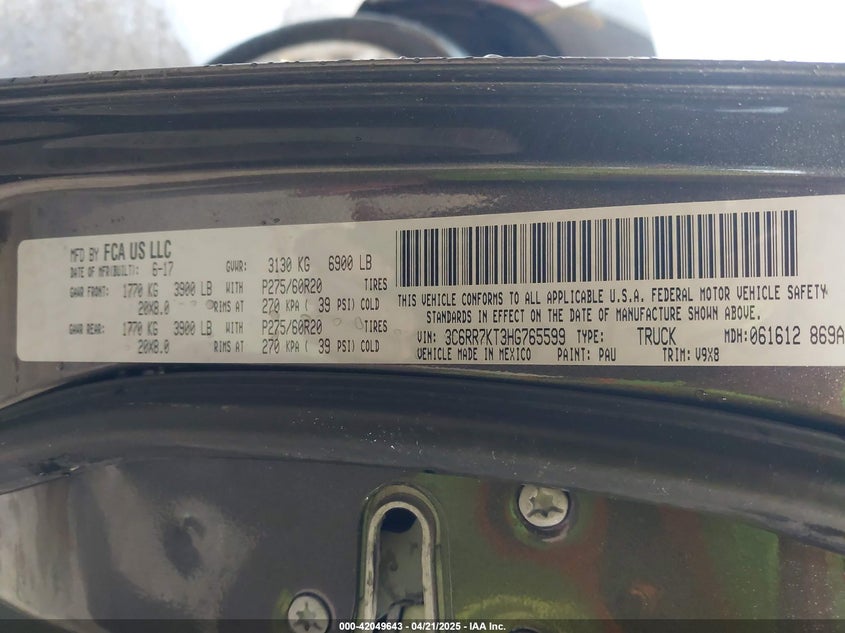 MFD BY FCA US LLC
DATE OF MFR(BUILT): 6-17 GVWR: 3130 KG 6900 LB
GAWR FRONT: 1770 KG 3900 LB WITH P275/60R20 TIRES
20X8.0 RIMS AT 270 KPA ( 39 PSI) COLD
GAWR REAR: 1770 KG 3900 LB WITH P275/60R20 TIRES
20X8.0 RIMS AT 270 KPA ( 39 PSI) COLD
THIS VEHICLE CONFORMS TO ALL APPLICABLE U.S.A. FEDERAL MOTOR VEHICLE SAFETY
STANDARDS IN EFFECT ON THE DATE OF MANUFACTURE SHOWN ABOVE.
VIN: 3C6RR7KT3HG765599 TYPE: TRUCK MDH: 061612 869A
VEHICLE MADE IN MEXICO PAINT: PAU TRIM: V9X8
000-42049643 - 04/21/2025 - IAA Inc.